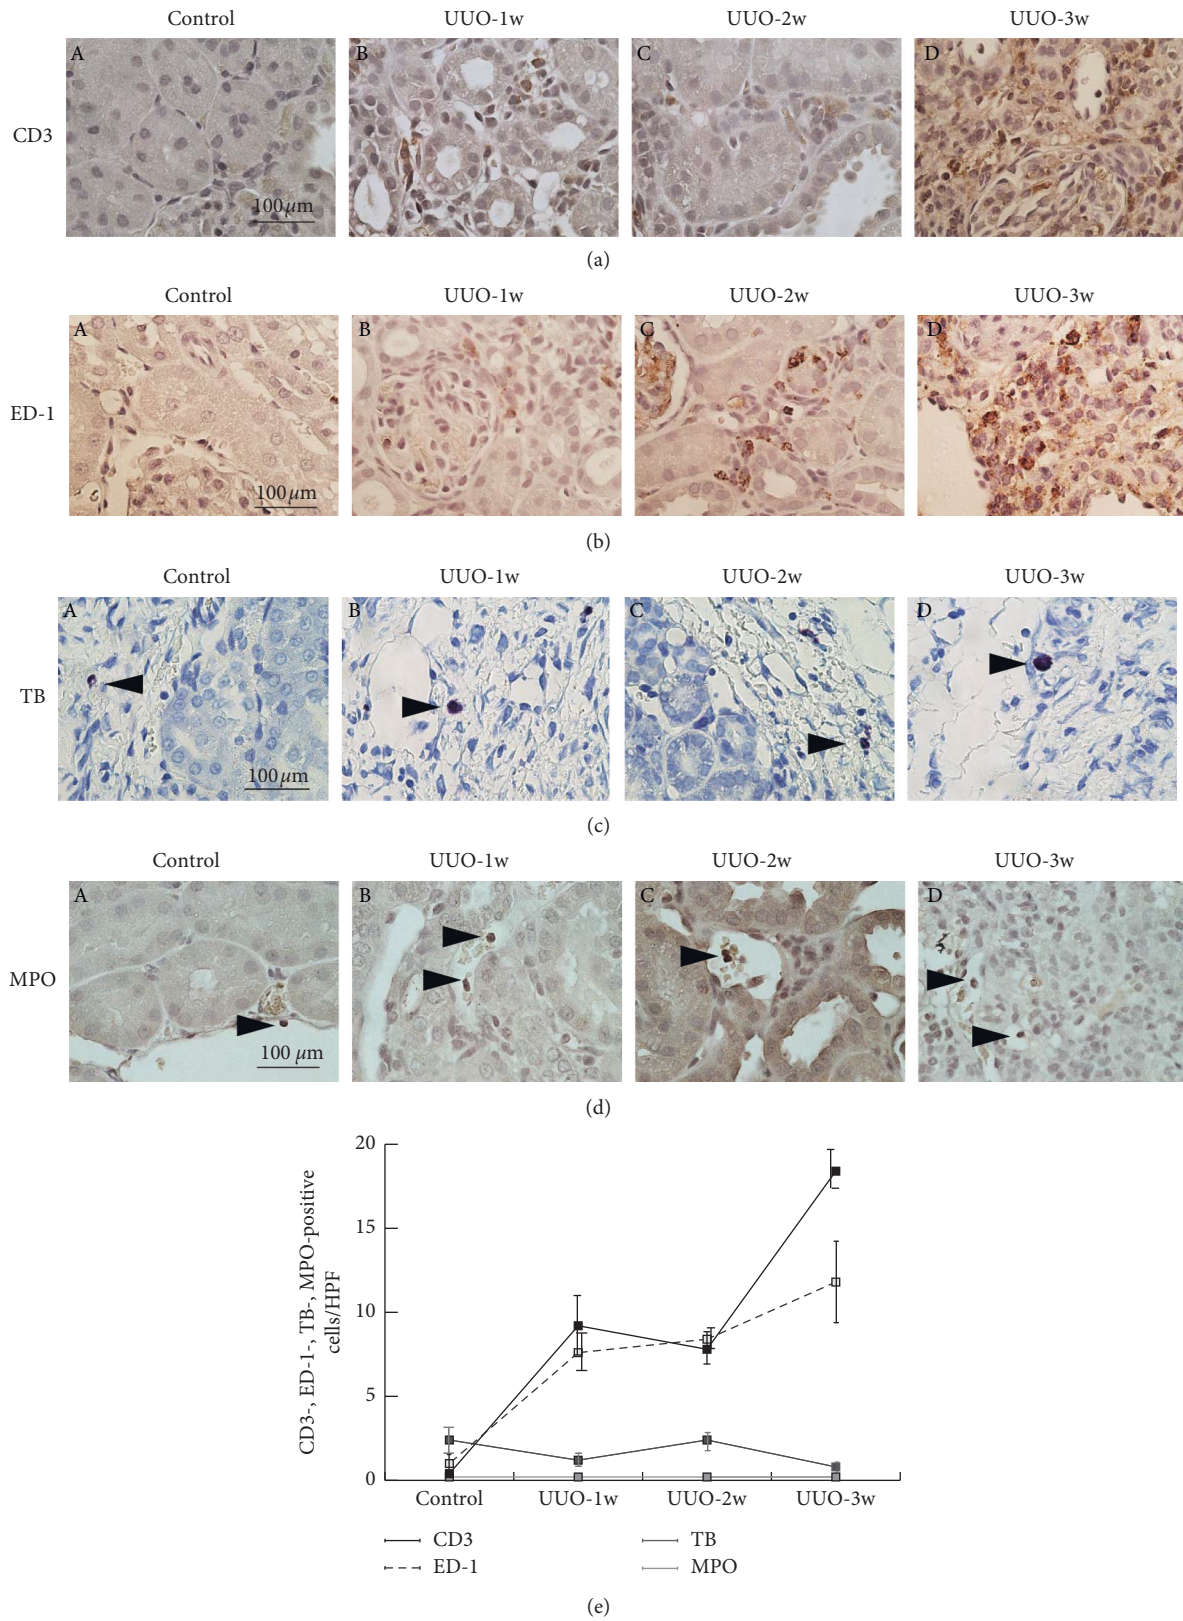 Control UUO-1w UUO-2w UUO-3w
A B C D
CD3
100 μm
(a)
Control UUO-1w UUO-2w UUO-3w
A B C D
ED-1
100 μm
(b)
Control UUO-1w UUO-2w UUO-3w
A B C D
TB
100 μm
(c)
Control UUO-1w UUO-2w UUO-3w
A B C D
MPO
100 μm
(d)
CD3-, ED-1-, TB-, MPO-positive
cells/HPF
20
15
10
5
0
Control UUO-1w UUO-2w UUO-3w
CD3 TB
ED-1 MPO
(e)